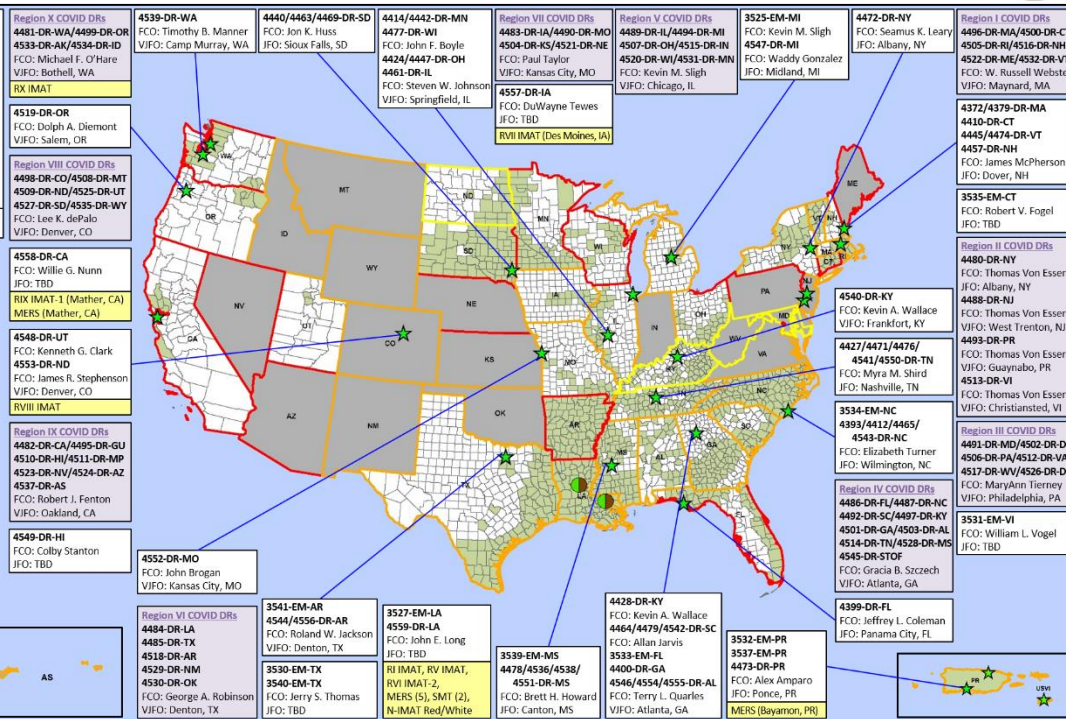 Region X COVID DRs
4481-DR-WA/4499-DR-OR
4533-DR-AK/4534-DR-ID
FCO: Michael F. O'Hare
VJFO: Bothell, WA
RX IMAT
4539-DR-WA
FCO: Timothy B. Manner
VJFO: Camp Murray, WA
4440/4463/4469-DR-SD
FCO: Jon K. Huss
JFO: Sioux Falls, SD
4414/4442-DR-MN
4477-DR-WI
FCO: John F. Boyle
4424/4447-DR-OH
4461-DR-IL
FCO: Steven W. Johnson
VJFO: Springfield, IL
Region VII COVID DRs
4483-DR-IA/4490-DR-MO
4504-DR-KS/4521-DR-NE
FCO: Paul Taylor
VJFO: Kansas City, MO
4557-DR-IA
FCO: DuWayne Tewes
JFO: TBD
RVII IMAT (Des Moines, IA)
Region V COVID DRs
4489-DR-IL/4494-DR-MI
4507-DR-OH/4515-DR-IN
4520-DR-WI/4531-DR-MN
FCO: Kevin M. Sligh
VJFO: Chicago, IL
3525-EM-MI
FCO: Kevin M. Sligh
4547-DR-MI
FCO: Waddy Gonzalez
JFO: Midland, MI
4472-DR-NY
FCO: Seamus K. Leary
JFO: Albany, NY
Region I COVID DRs
4496-DR-MA/4500-DR-C
4505-DR-RI/4516-DR-NH
4522-DR-ME/4532-DR-V
FCO: W. Russell Webste
VJFO: Maynard, MA
4519-DR-OR
FCO: Dolph A. Diemont
VJFO: Salem, OR
Region VIII COVID DRs
4498-DR-CO/4508-DR-MT
4509-DR-ND/4525-DR-UT
4527-DR-SD/4535-DR-WY
FCO: Lee K. dePalo
VJFO: Denver, CO
4558-DR-CA
FCO: Willie G. Nunn
JFO: TBD
RIX IMAT-1 (Mather, CA)
MERS (Mather, CA)
4548-DR-UT
FCO: Kenneth G. Clark
4553-DR-ND
FCO: James R. Stephenson
VJFO: Denver, CO
RVIII IMAT
Region IX COVID DRs
4482-DR-CA/4495-DR-GU
4510-DR-HI/4511-DR-MP
4523-DR-NV/4524-DR-AZ
4537-DR-AS
FCO: Robert J. Fenton
VJFO: Oakland, CA
4549-DR-HI
FCO: Colby Stanton
JFO: TBD
4372/4379-DR-MA
4410-DR-CT
4445/4474-DR-VT
4457-DR-NH
FCO: James McPherson
JFO: Dover, NH
3535-EM-CT
FCO: Robert V. Fogel
JFO: TBD
Region II COVID DRs
4480-DR-NY
FCO: Thomas Von Esser
JFO: Albany, NY
4488-DR-NJ
FCO: Thomas Von Esser
VJFO: West Trenton, NJ
4493-DR-PR
FCO: Thomas Von Esser
VJFO: Guaynabo, PR
4513-DR-VI
FCO: Thomas Von Esser
VJFO: Christiansted, VI
Region III COVID DRs
4491-DR-MD/4502-DR-D
4506-DR-PA/4512-DR-VA
4517-DR-WV/4526-DR-D
FCO: MaryAnn Tierney
VJFO: Philadelphia, PA
3531-EM-VI
FCO: William L. Vogel
JFO: TBD
4540-DR-KY
FCO: Kevin A. Wallace
VJFO: Frankfort, KY
4427/4471/4476/
4541/4550-DR-TN
FCO: Myra M. Shird
JFO: Nashville, TN
3534-EM-NC
4393/4412/4465/
4543-DR-NC
FCO: Elizabeth Turner
JFO: Wilmington, NC
Region IV COVID DRs
4486-DR-FL/4487-DR-NC
4492-DR-SC/4497-DR-KY
4501-DR-GA/4503-DR-AL
4514-DR-TN/4528-DR-MS
4545-DR-STOF
FCO: Gracia B. Szczech
VJFO: Atlanta, GA
4399-DR-FL
FCO: Jeffrey L. Coleman
JFO: Panama City, FL
WA
OR
CA
NV
ID
MT
WY
UT
AZ
CO
NM
ND
SD
NE
KS
OK
TX
MN
IA
MO
AR
LA
WI
IL
MS
IN
OH
KY
TN
AL
GA
FL
SC
NC
VA
WV
MD
PA
NJ
NY
VT
NH
ME
MA
CT
RI
4552-DR-MO
FCO: John Brogan
VJFO: Kansas City, MO
Region VI COVID DRs
4484-DR-LA
4485-DR-TX
4518-DR-AR
4529-DR-NM
4530-DR-OK
FCO: George A. Robinson
VJFO: Denton, TX
3541-EM-AR
4544/4556-DR-AR
FCO: Roland W. Jackson
VJFO: Denton, TX
3530-EM-TX
3540-EM-TX
FCO: Jerry S. Thomas
JFO: TBD
3527-EM-LA
4559-DR-LA
FCO: John E. Long
JFO: TBD
RI IMAT, RV IMAT,
RVI IMAT-2,
MERS (5), SMT (2),
N-IMAT Red/White
3539-EM-MS
4478/4536/4538/
4551-DR-MS
FCO: Brett H. Howard
JFO: Canton, MS
4428-DR-KY
FCO: Kevin A. Wallace
4464/4479/4542-DR-SC
FCO: Allan Jarvis
3533-EM-FL
4400-DR-GA
4546/4554/4555-DR-AL
FCO: Terry L. Quarles
VJFO: Atlanta, GA
3532-EM-PR
3537-EM-PR
4473-DR-PR
FCO: Alex Amparo
JFO: Ponce, PR
MERS (Bayamon, PR)
AS
PR
USVI